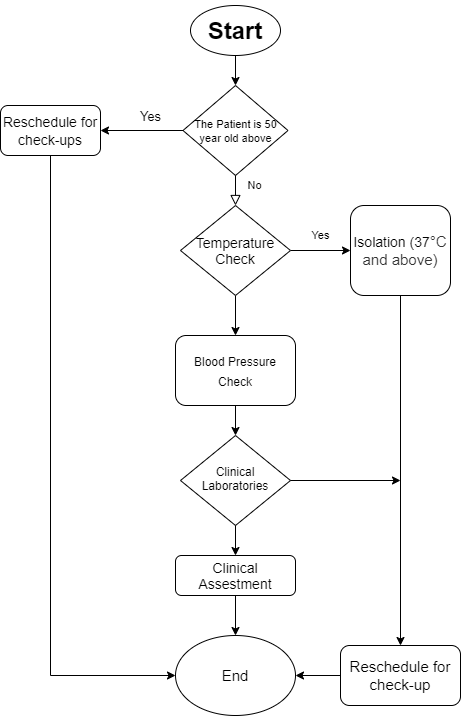 Start
Yes
Reschedule for
check-ups
The Patient is 50
year old above
No
Temperature
Check
Yes
Isolation (37°C
and above)
Blood Pressure
Check
Clinical
Laboratories
Clinical
Assestment
End
Reschedule for
check-up